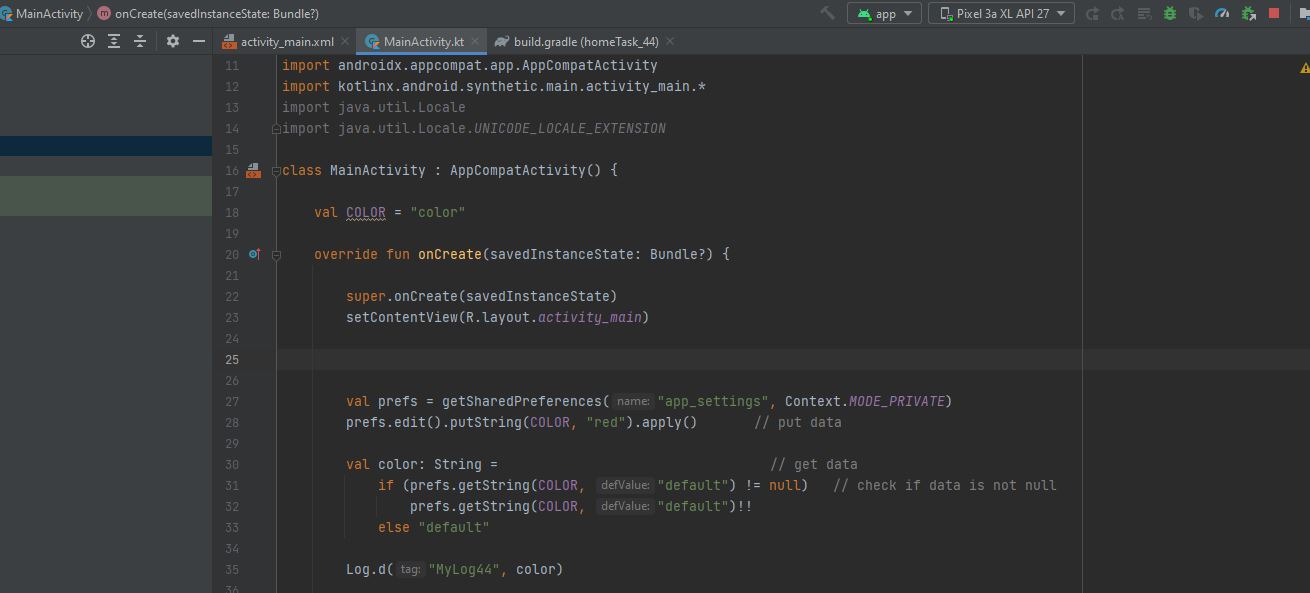 MainActivity onCreate(savedInstanceState: Bundle?) app Pixel 3a XL API 27
activity_main.xml MainActivity.kt build.gradle (homeTask_44)
11 import androidx.appcompat.app.AppCompatActivity
12 import kotlinx.android.synthetic.main.activity_main.*
13 import java.util.Locale
14 import java.util.Locale.UNICODE_LOCALE_EXTENSION
15
16 class MainActivity : AppCompatActivity() {
17
18 val COLOR = "color"
19
20 override fun onCreate(savedInstanceState: Bundle?) {
21
22 super.onCreate(savedInstanceState)
23 setContentView(R.layout.activity_main)
24
25
26
27 val prefs = getSharedPreferences( name: "app_settings", Context.MODE_PRIVATE)
28 prefs.edit().putString(COLOR, "red").apply() // put data
29
30 val color: String = // get data
31 if (prefs.getString(COLOR, defValue: "default") != null) // check if data is not null
32 prefs.getString(COLOR, defValue: "default")!!
33 else "default"
34
35 Log.d( tag: "MyLog44", color)
36